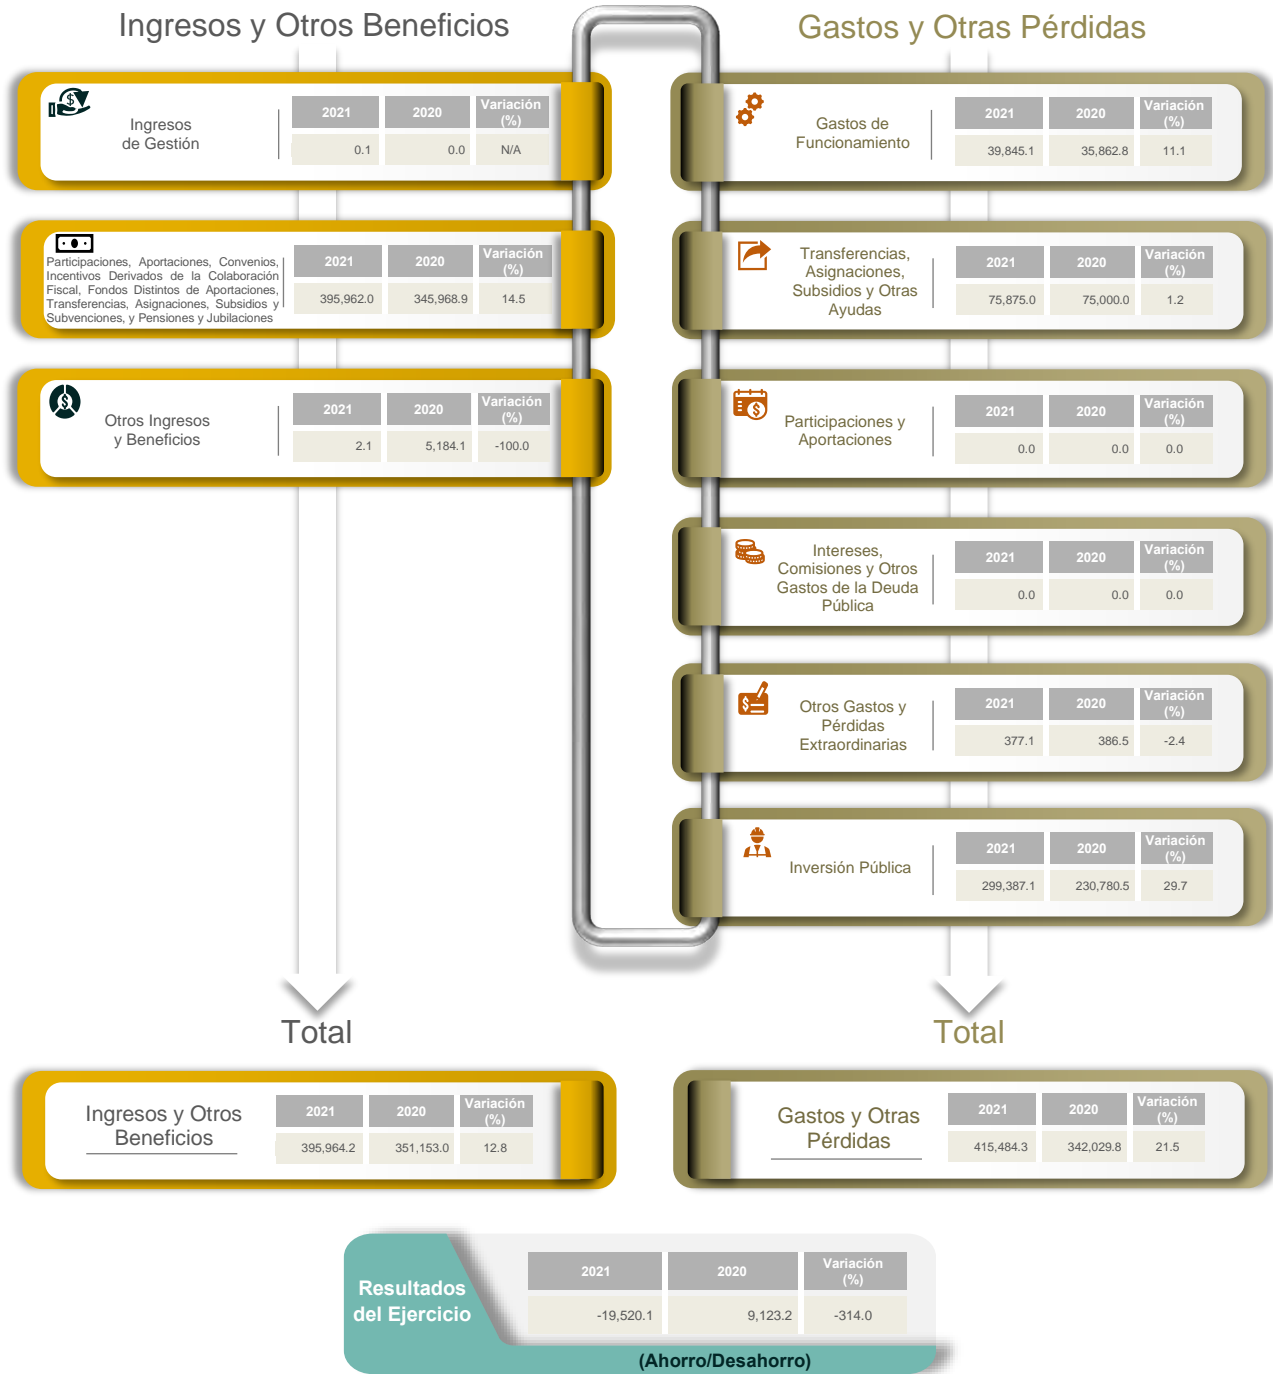 Ingresos y Otros Beneficios
Ingresos
de Gestión
2021 2020 Variación (%)
0.1 0.0 N/A
Participaciones, Aportaciones, Convenios,
Incentivos Derivados de la Colaboración
Fiscal, Fondos Distintos de Aportaciones,
Transferencias, Asignaciones, Subsidios y
Subvenciones, y Pensiones y Jubilaciones
2021 2020 Variación (%)
395,962.0 345,968.9 14.5
Otros Ingresos
y Beneficios
2021 2020 Variación (%)
2.1 5,184.1 -100.0
Total
Ingresos y Otros
Beneficios
2021 2020 Variación (%)
395,964.2 351,153.0 12.8
Gastos y Otras Pérdidas
Gastos de
Funcionamiento
2021 2020 Variación (%)
39,845.1 35,862.8 11.1
Transferencias,
Asignaciones,
Subsidios y Otras
Ayudas
2021 2020 Variación (%)
75,875.0 75,000.0 1.2
Participaciones y
Aportaciones
2021 2020 Variación (%)
0.0 0.0 0.0
Intereses,
Comisiones y Otros
Gastos de la Deuda
Pública
2021 2020 Variación (%)
0.0 0.0 0.0
Otros Gastos y
Pérdidas
Extraordinarias
2021 2020 Variación (%)
377.1 386.5 -2.4
Inversión Pública
2021 2020 Variación (%)
299,387.1 230,780.5 29.7
Total
Gastos y Otras
Pérdidas
2021 2020 Variación (%)
415,484.3 342,029.8 21.5
Resultados
del Ejercicio
2021 2020 Variación (%)
-19,520.1 9,123.2 -314.0
(Ahorro/Desahorro)